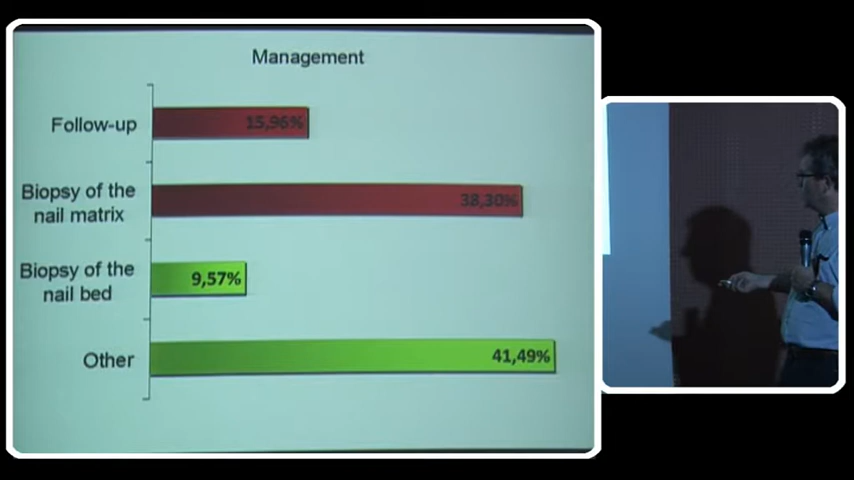 Management
Follow-up
15,96%
Biopsy of the
nail matrix
38,30%
Biopsy of the
nail bed
9,57%
Other
41,49%